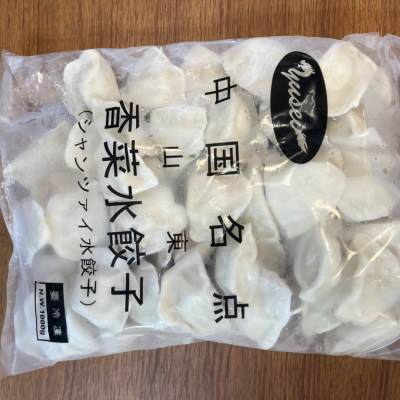 中国名点
山東
香菜水餃子
(シャンツァイ水餃子)
要冷凍
N.W.1000g